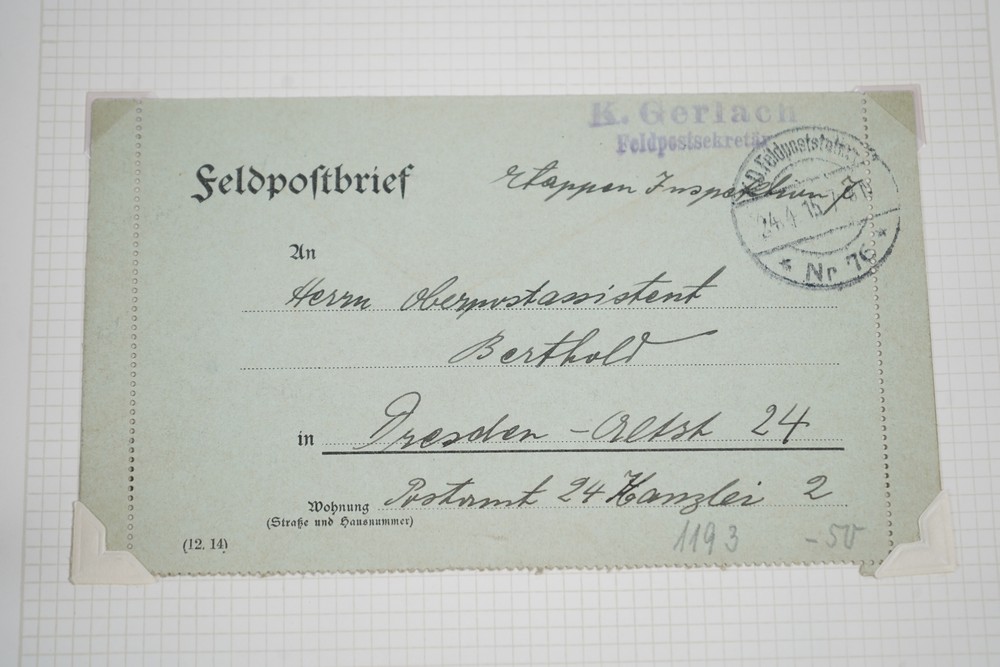 K. Gerlach
Feldpostsekretär
Feldpostbrief
Etappen Inspektion 7
D. Feldpoststation
24.4.15
* Nr. 76 *
An
Herrn Oberpostassistent
Berthold
in Dresden - Altst 24
Wohnung Postamt 24 Kanzlei 2
(Straße und Hausnummer)
(12. 14)
1193